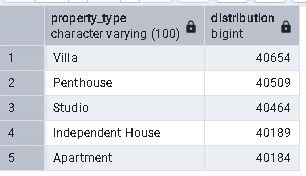 property_type distribution
character varying (100) bigint
1 Villa 40654
2 Penthouse 40509
3 Studio 40464
4 Independent House 40189
5 Apartment 40184